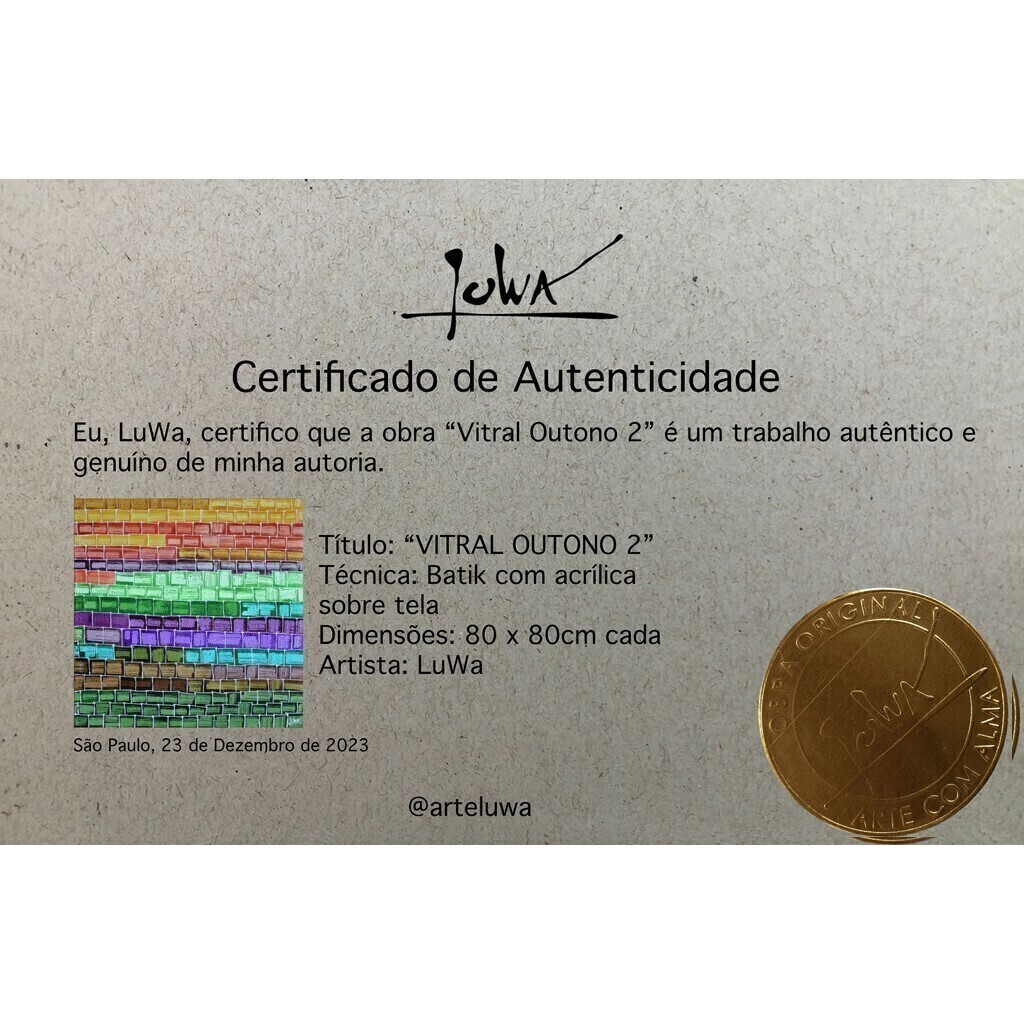 LuWA
Certificado de Autenticidade
Eu, LuWa, certifico que a obra “Vitral Outono 2” é um trabalho autêntico e
genuíno de minha autoria.
Título: “VITRAL OUTONO 2”
Técnica: Batik com acrílica
sobre tela
Dimensões: 80 x 80cm cada
Artista: LuWa
São Paulo, 23 de Dezembro de 2023
@arteluwa
OBRA ORIGINAL
LuWA
ARTE COM ALMA